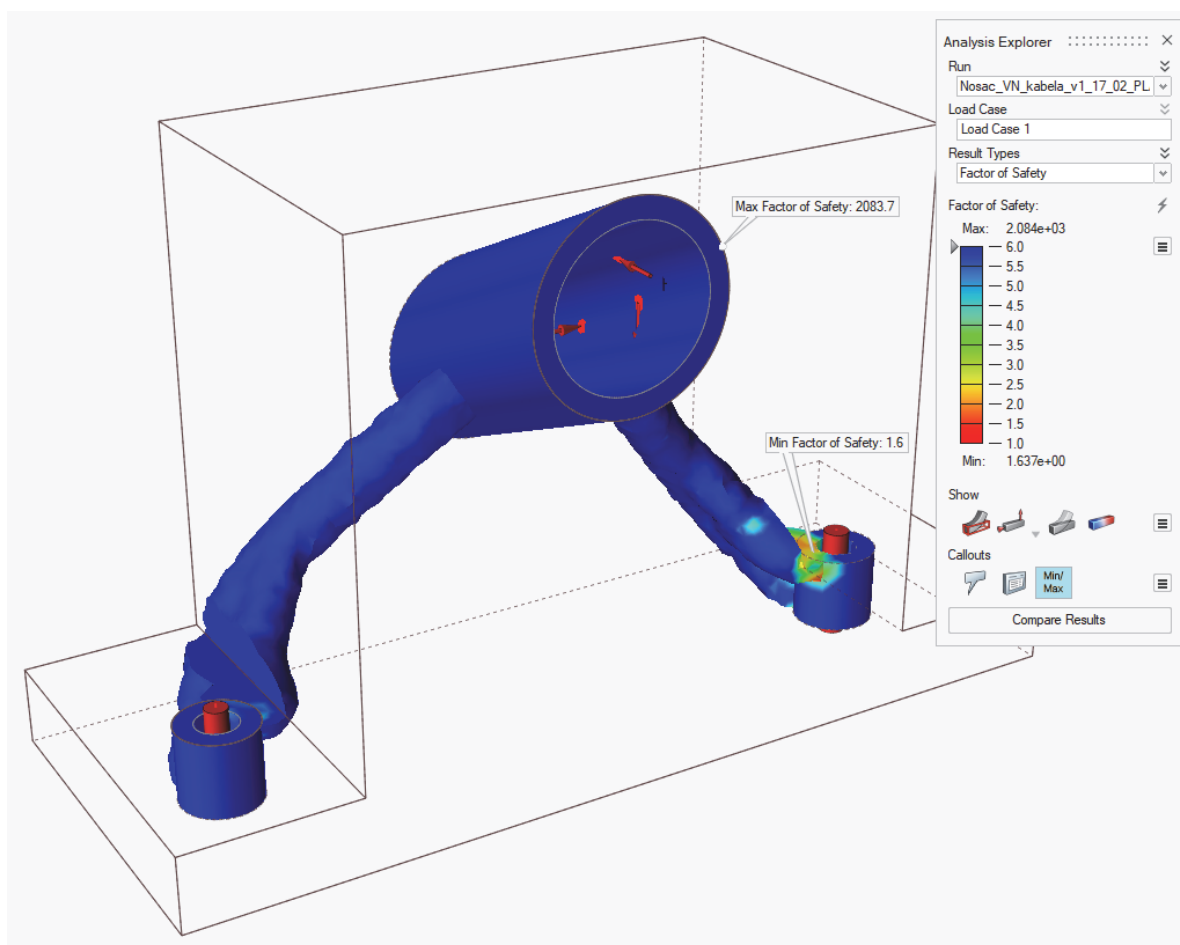 Max Factor of Safety: 2083.7
Min Factor of Safety: 1.6
Analysis Explorer
Run
Nosac_VN_kabela_v1_17_02_PL
Load Case
Load Case 1
Result Types
Factor of Safety
Factor of Safety:
Max: 2.084e+03
6.0
5.5
5.0
4.5
4.0
3.5
3.0
2.5
2.0
1.5
1.0
Min: 1.637e+00
Show
Callouts
Min/
Max
Compare Results